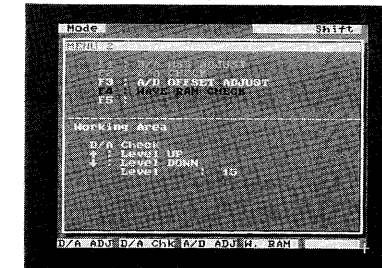 Mode Shift
MENU 2
F3 : A/D OFFSET ADJUST
F4 : WAVE RAM CHECK
F5 :
Working Area
D/A Check
↑ : Level UP
↓ : Level DOWN
Level : 15
D/A ADJ D/A Chk A/D ADJ W. RAM